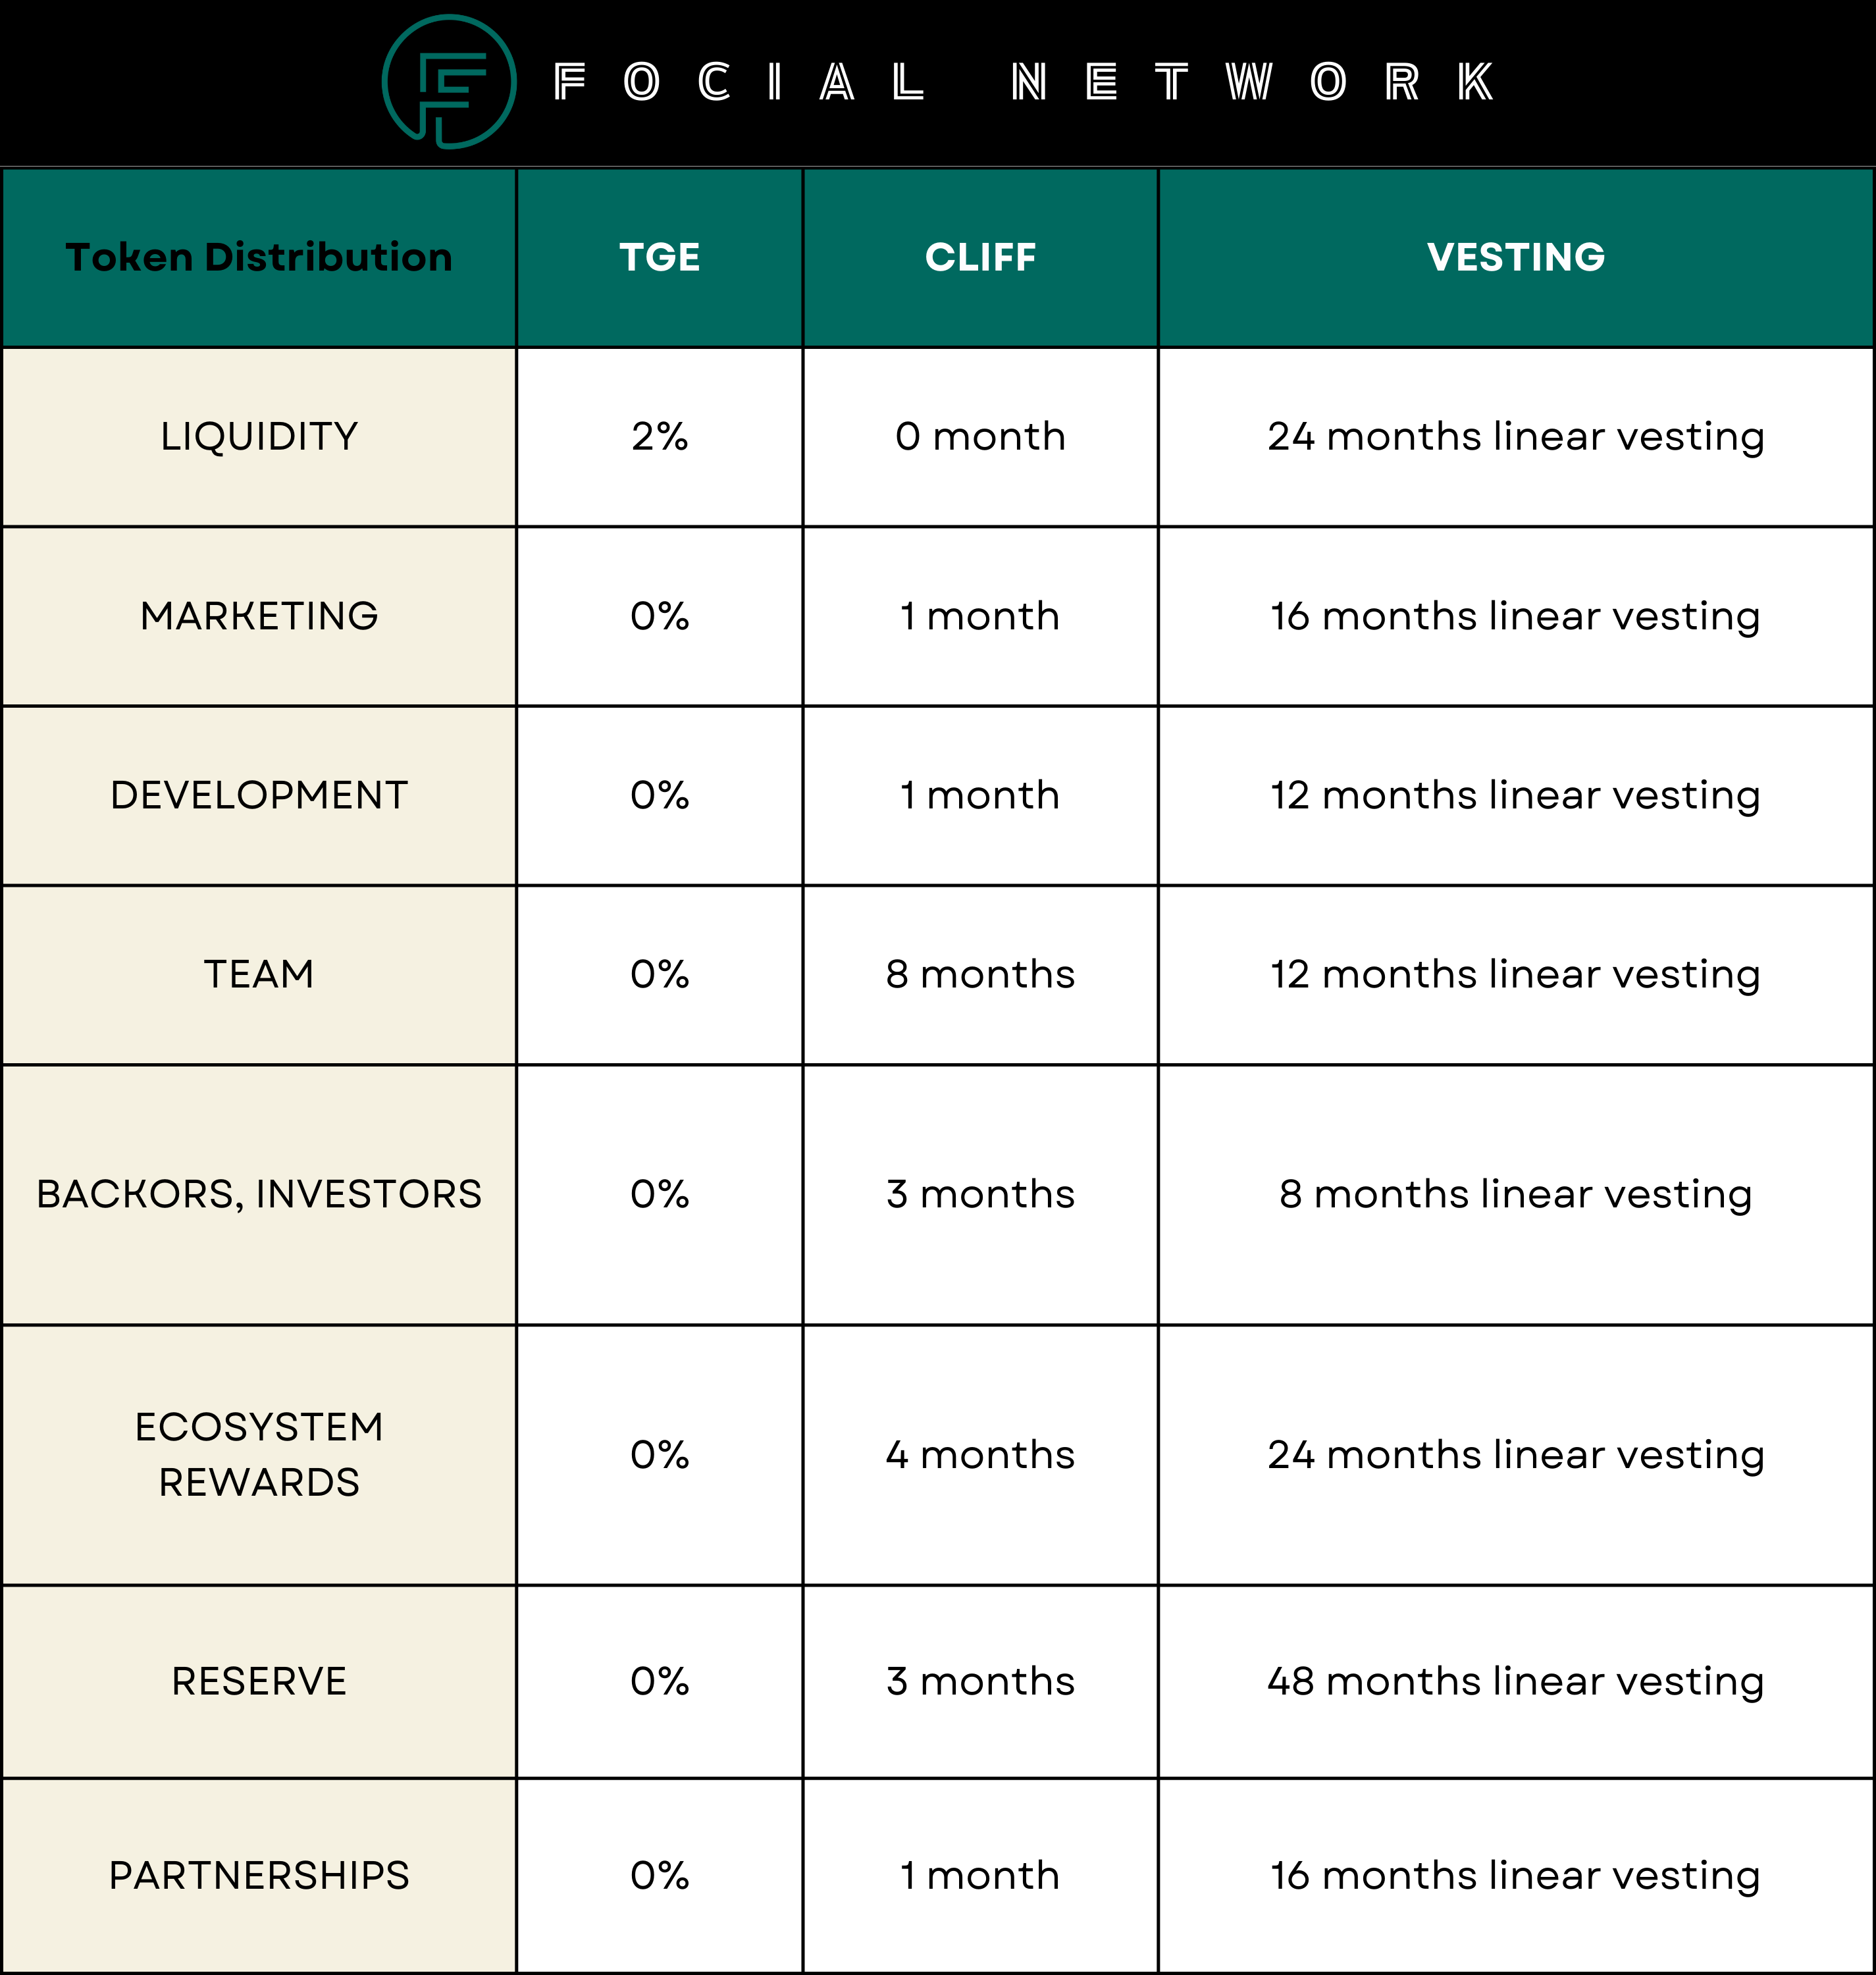 FOCIAL NETWORK
Token Distribution TGE CLIFF VESTING
LIQUIDITY 2% 0 month 24 months linear vesting
MARKETING 0% 1 month 16 months linear vesting
DEVELOPMENT 0% 1 month 12 months linear vesting
TEAM 0% 8 months 12 months linear vesting
BACKORS, INVESTORS 0% 3 months 8 months linear vesting
ECOSYSTEM
REWARDS 0% 4 months 24 months linear vesting
RESERVE 0% 3 months 48 months linear vesting
PARTNERSHIPS 0% 1 month 16 months linear vesting